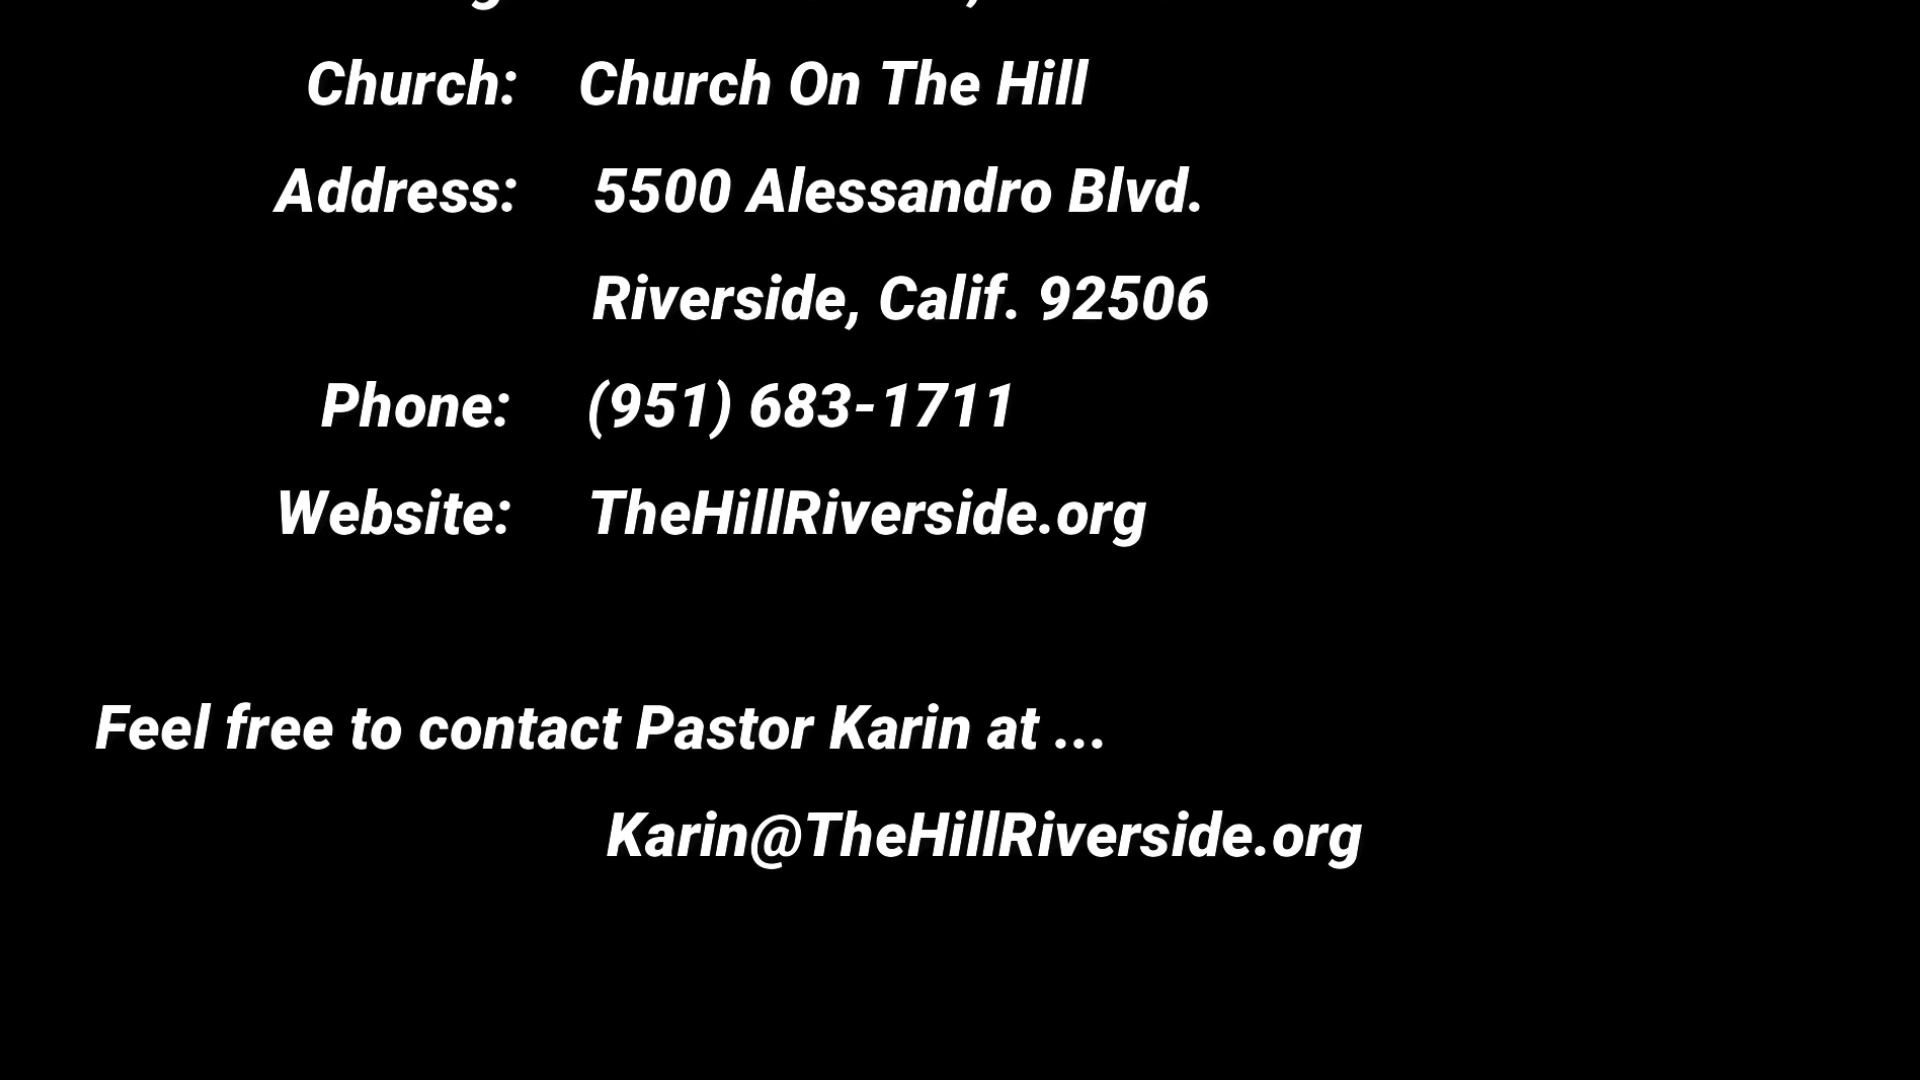 Church: Church On The Hill
Address: 5500 Alessandro Blvd.
Riverside, Calif. 92506
Phone: (951) 683-1711
Website: TheHillRiverside.org
Feel free to contact Pastor Karin at ...
Karin@TheHillRiverside.org